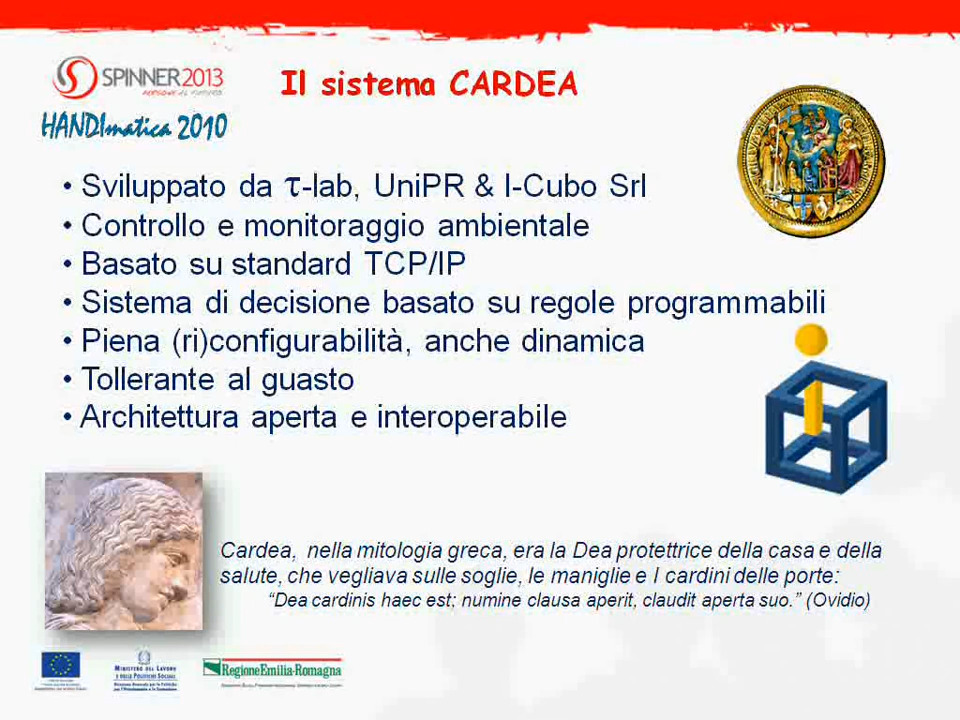 SPINNER2013
Il sistema CARDEA
HANDImatica 2010
• Sviluppato da τ-lab, UniPR & I-Cubo Srl
• Controllo e monitoraggio ambientale
• Basato su standard TCP/IP
• Sistema di decisione basato su regole programmabili
• Piena (ri)configurabilità, anche dinamica
• Tollerante al guasto
• Architettura aperta e interoperabile
Cardea, nella mitologia greca, era la Dea protettrice della casa e della
salute, che vegliava sulle soglie, le maniglie e I cardini delle porte:
“Dea cardinis haec est; numine clausa aperit, claudit aperta suo.” (Ovidio)
MINISTERO DEL LAVORO
E DELLE POLITICHE SOCIALI
RegioneEmilia-Romagna